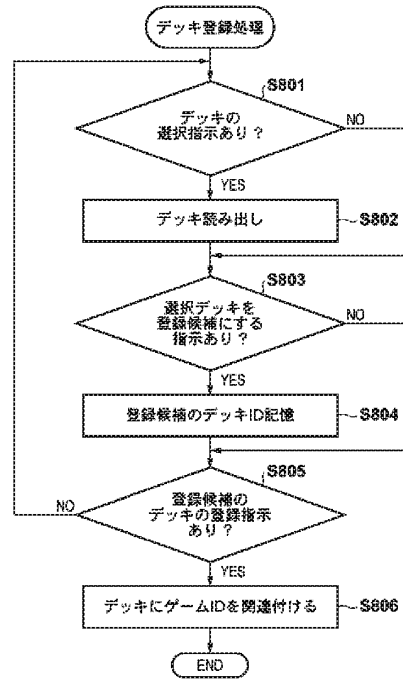 デッキ登録処理
S801
デッキの
選択指示あり?
NO
YES
デッキ読み出し
S802
S803
選択デッキを
登録候補にする
指示あり?
NO
YES
登録候補のデッキID記憶
S804
S805
登録候補の
デッキの登録指示
あり?
NO
YES
デッキにゲームIDを関連付ける
S806
END